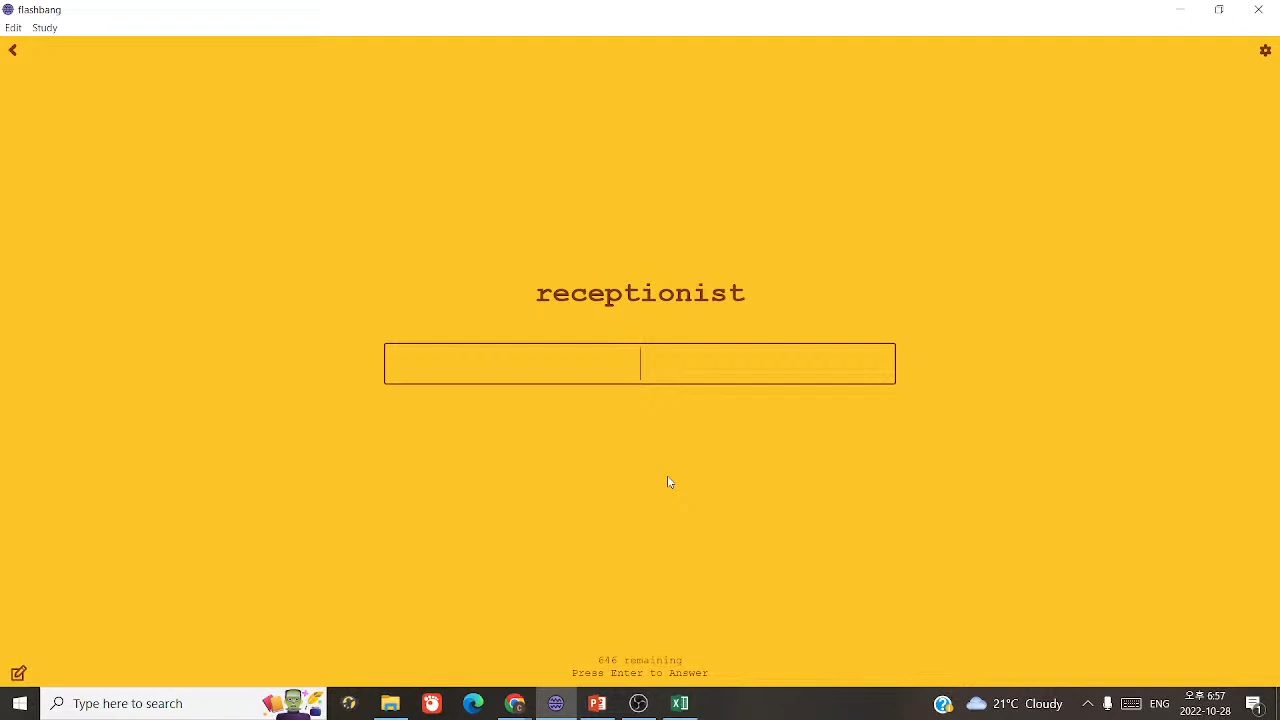 flashbang
Edit Study
receptionist
646 remaining
Press Enter to Answer
Type here to search
21°C Cloudy
ENG
오후 6:57
2022-10-28
1